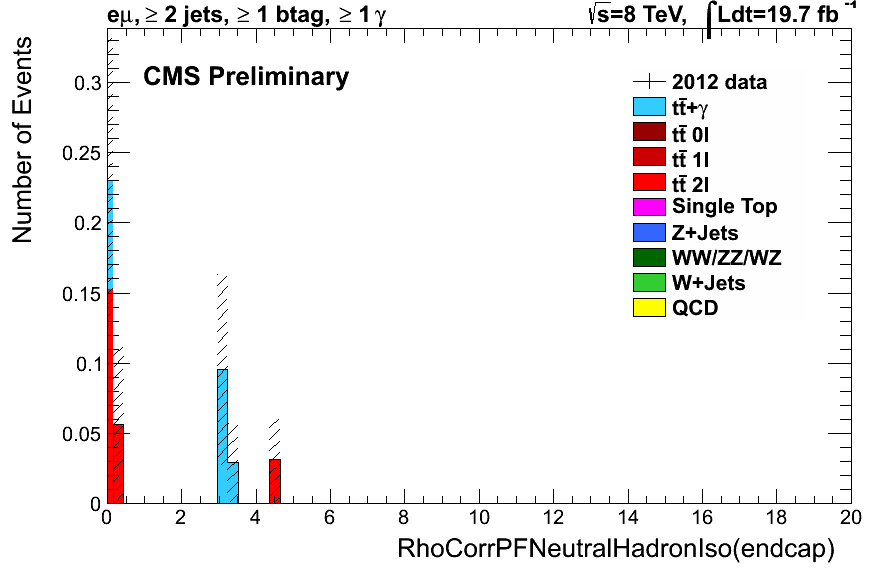 eμ, ≥ 2 jets, ≥ 1 btag, ≥ 1 γ
√s=8 TeV, ∫Ldt=19.7 fb⁻¹
CMS Preliminary
Number of Events
0.3
0.25
0.2
0.15
0.1
0.05
0
2012 data
tt̄+γ
tt̄ 0l
tt̄ 1l
tt̄ 2l
Single Top
Z+Jets
WW/ZZ/WZ
W+Jets
QCD
0 2 4 6 8 10 12 14 16 18 20
RhoCorrPFNeutralHadronIso(endcap)